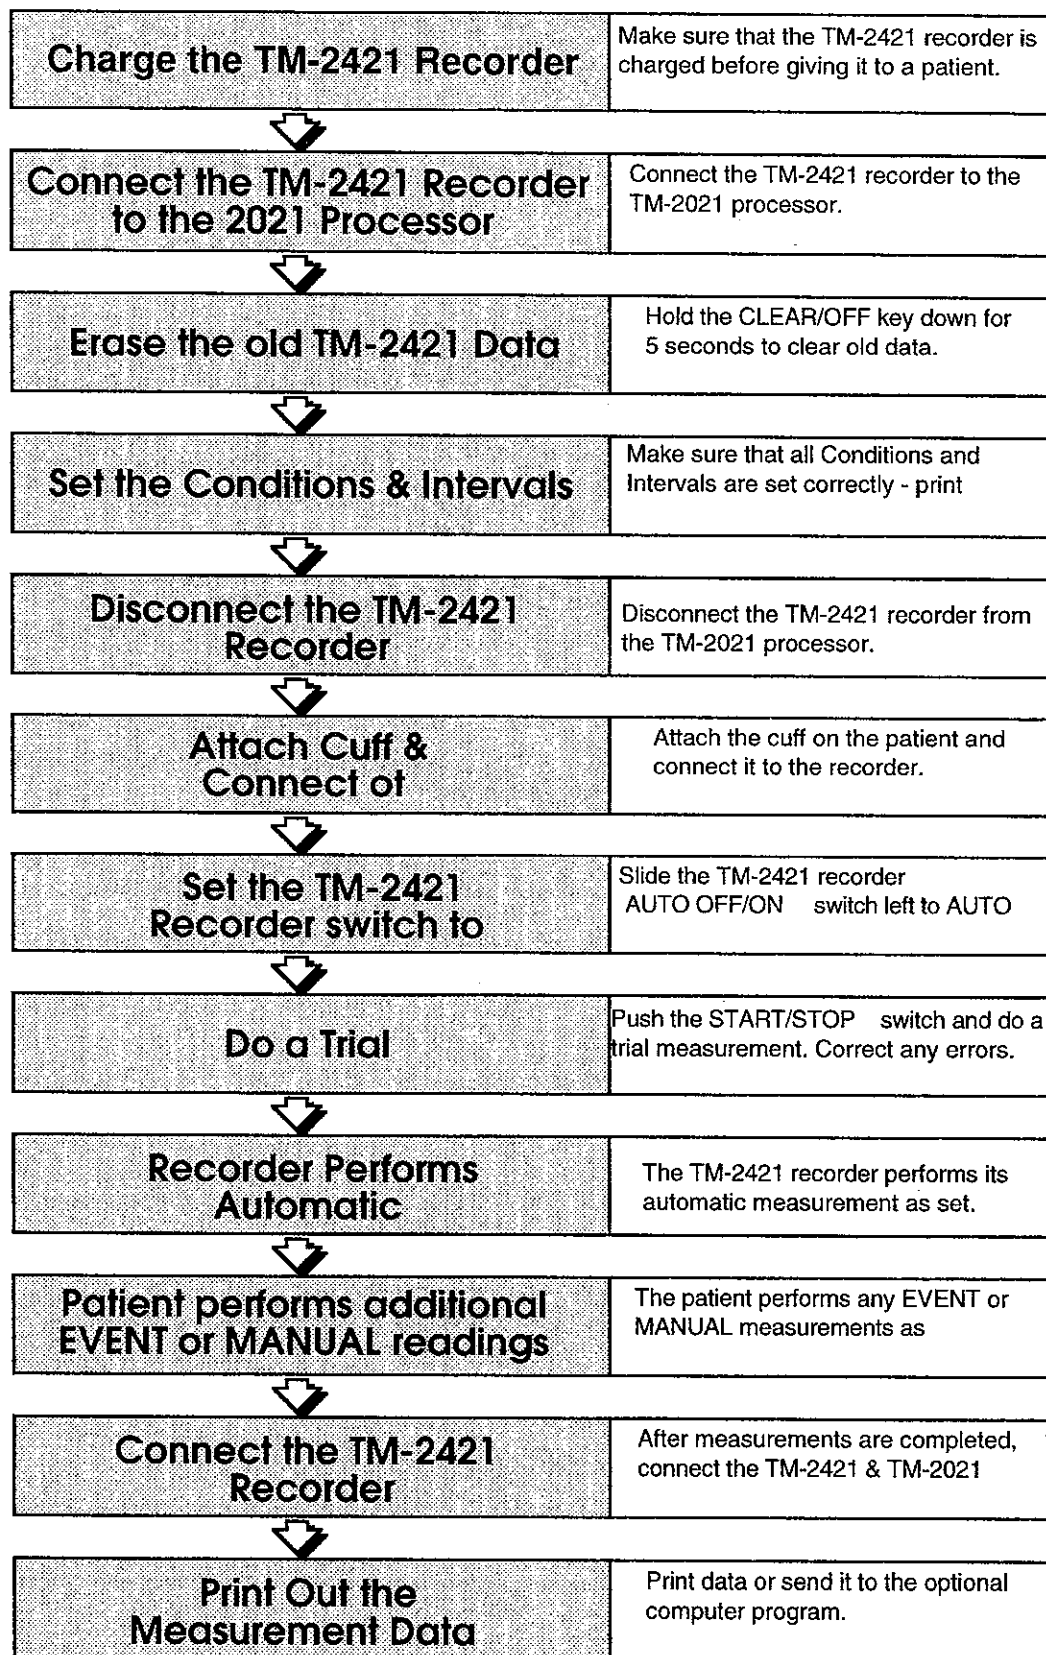 Charge the TM-2421 Recorder
Make sure that the TM-2421 recorder is
charged before giving it to a patient.
Connect the TM-2421 Recorder
to the 2021 Processor
Connect the TM-2421 recorder to the
TM-2021 processor.
Erase the old TM-2421 Data
Hold the CLEAR/OFF key down for
5 seconds to clear old data.
Set the Conditions & Intervals
Make sure that all Conditions and
Intervals are set correctly - print
Disconnect the TM-2421
Recorder
Disconnect the TM-2421 recorder from
the TM-2021 processor.
Attach Cuff &
Connect of
Attach the cuff on the patient and
connect it to the recorder.
Set the TM-2421
Recorder switch to
Slide the TM-2421 recorder
AUTO OFF/ON switch left to AUTO
Do a Trial
Push the START/STOP switch and do a
trial measurement. Correct any errors.
Recorder Performs
Automatic
The TM-2421 recorder performs its
automatic measurement as set.
Patient performs additional
EVENT or MANUAL readings
The patient performs any EVENT or
MANUAL measurements as
Connect the TM-2421
Recorder
After measurements are completed,
connect the TM-2421 & TM-2021
Print Out the
Measurement Data
Print data or send it to the optional
computer program.